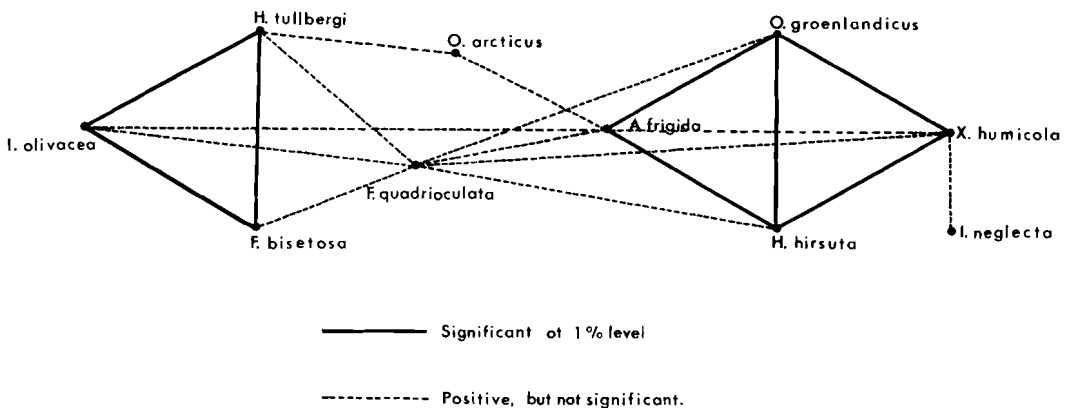 H. tullbergi
O. groenlandicus
O. arcticus
A. frigida
I. olivacea
X. humicola
F. quadrioculata
F. bisetosa
H. hirsuta
I. neglecta
Significant at 1% level
Positive, but not significant.